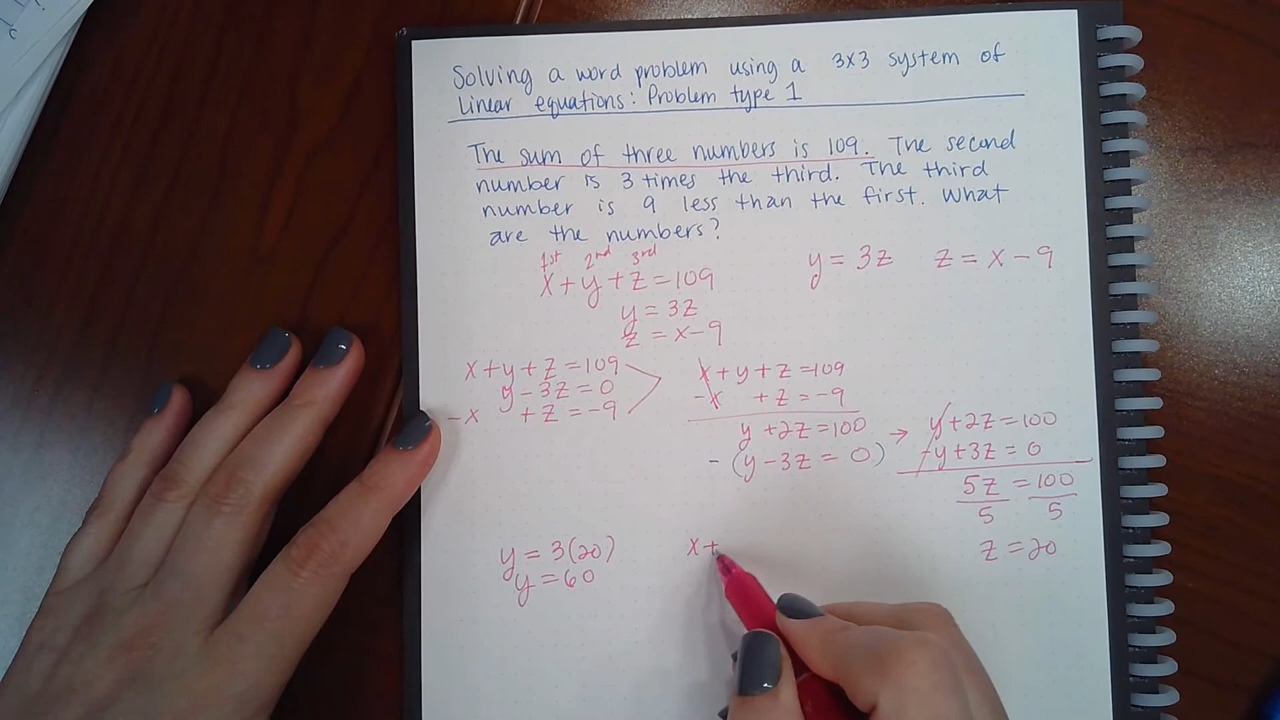 Solving a word problem using a 3x3 system of
linear equations: Problem type 1
The sum of three numbers is 109. The second
number is 3 times the third. The third
number is 9 less than the first. What
are the numbers?
1st 2nd 3rd
x+y+z=109
y=3z
z=x-9
y=3z z=x-9
x+y+z=109
y-3z=0
-x +z=-9
x+y+z=109
-x +z=-9
y+2z=100
-(y-3z=0) →
y+2z=100
-y+3z=0
5z=100
5 5
z=20
y=3(20)
y=60
x+